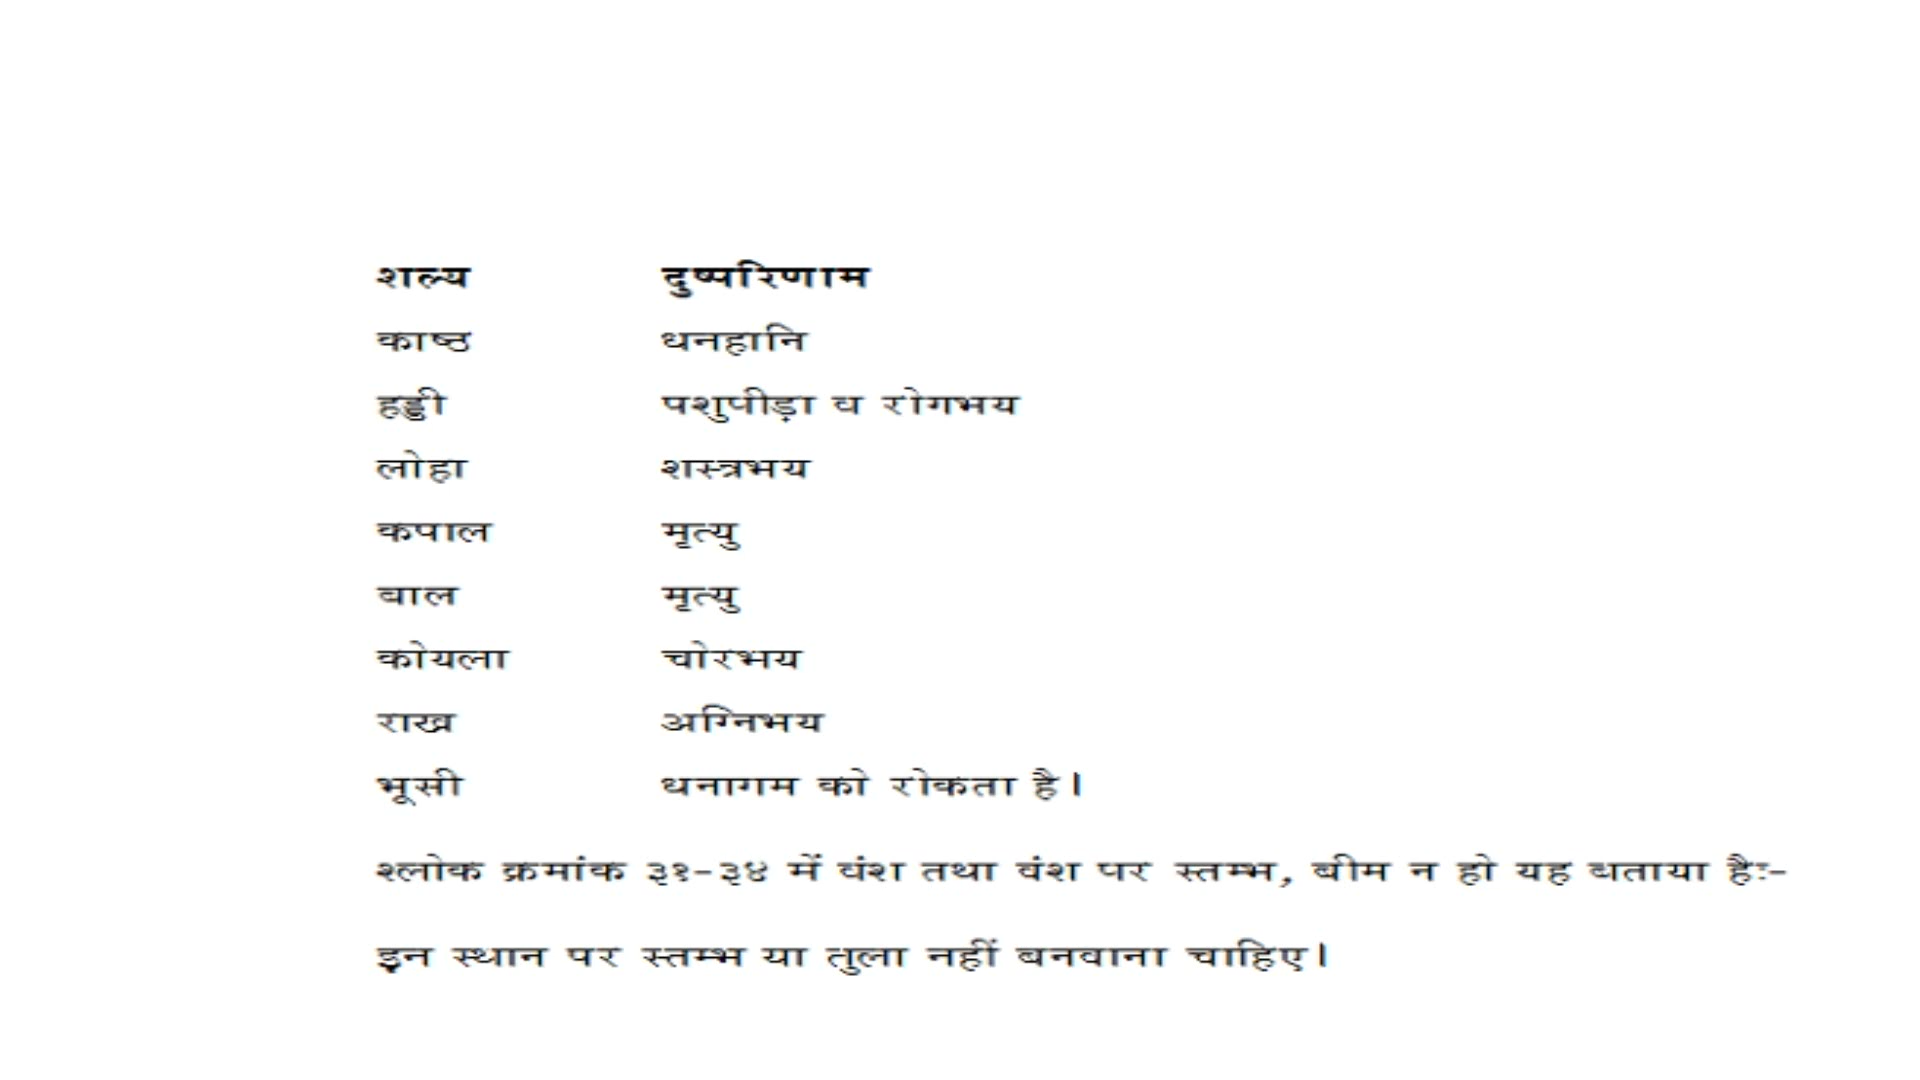 शल्य दुष्परिणाम
काष्ठ धनहानि
हड्डी पशुपीड़ा व रोगभय
लोहा शस्त्रभय
कपाल मृत्यु
बाल मृत्यु
कोयला चोरभय
राख अग्निभय
भूसी धनागम को रोकता है।
श्लोक क्रमांक ३१-३४ में वंश तथा वंश पर स्तम्भ, बीम न हो यह बताया हैः-
इन स्थान पर स्तम्भ या तुला नहीं बनवाना चाहिए।